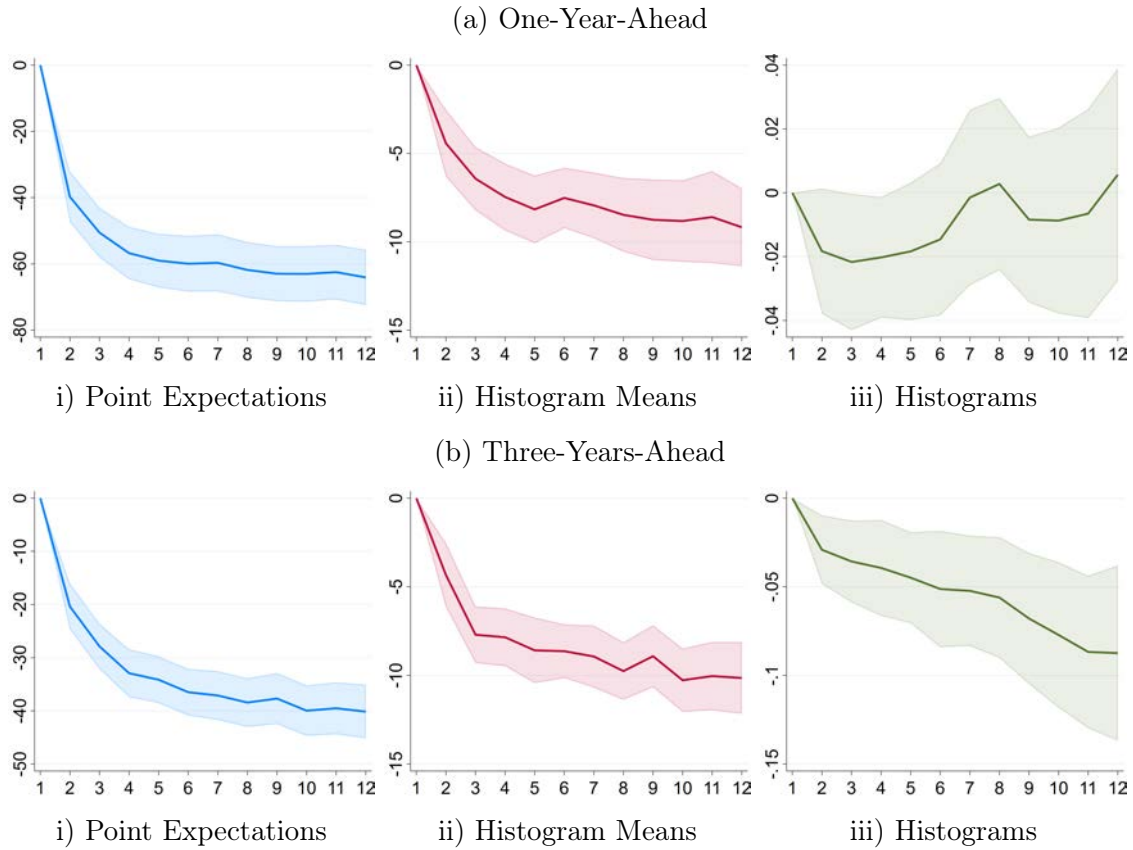 (a) One-Year-Ahead
0
-20
-40
-60
-80
1 2 3 4 5 6 7 8 9 10 11 12
i) Point Expectations
0
-5
-10
-15
1 2 3 4 5 6 7 8 9 10 11 12
ii) Histogram Means
.04
.02
0
-.02
-.04
1 2 3 4 5 6 7 8 9 10 11 12
iii) Histograms
(b) Three-Years-Ahead
0
-10
-20
-30
-40
-50
1 2 3 4 5 6 7 8 9 10 11 12
i) Point Expectations
0
-5
-10
-15
1 2 3 4 5 6 7 8 9 10 11 12
ii) Histogram Means
0
-.05
-.1
-.15
1 2 3 4 5 6 7 8 9 10 11 12
iii) Histograms